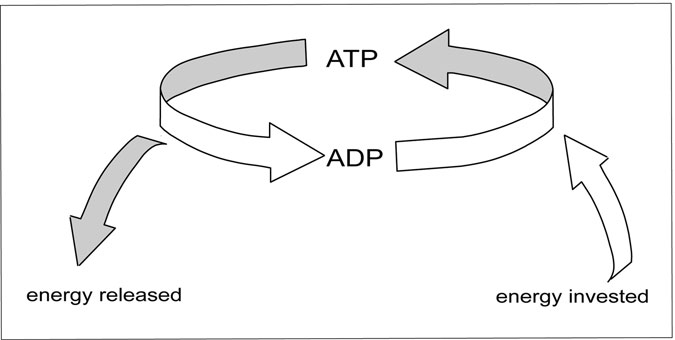 ATP
ADP
energy released
energy invested